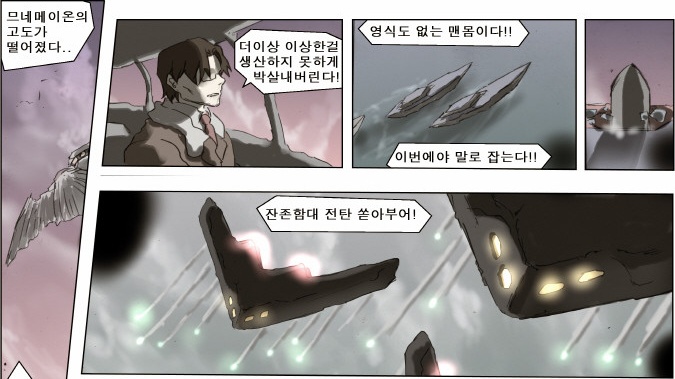 므네메이온의
고도가
떨어졌다..
더이상 이상한걸
생산하지 못하게
박살내버린다!
영식도 없는 맨몸이다!!
이번에야 말로 잡는다!!
잔존함대 전탄 쏟아부어!